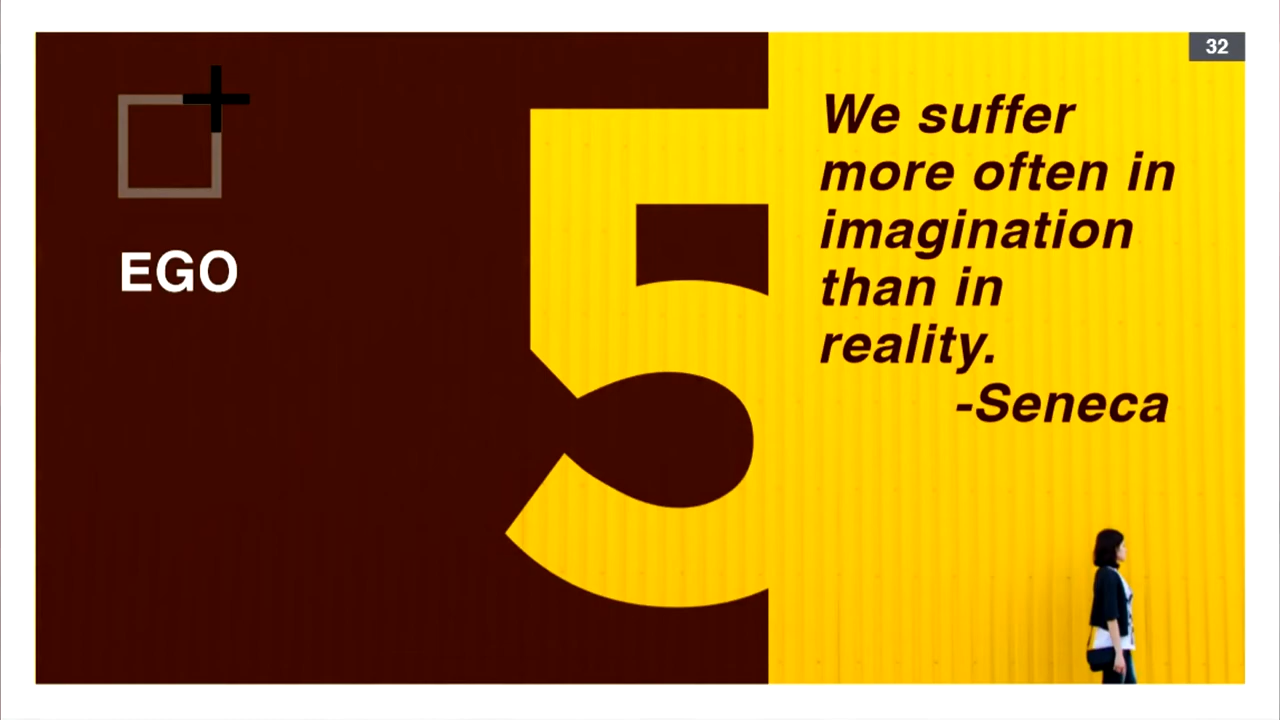 32
EGO
5
We suffer
more often in
imagination
than in
reality.
-Seneca